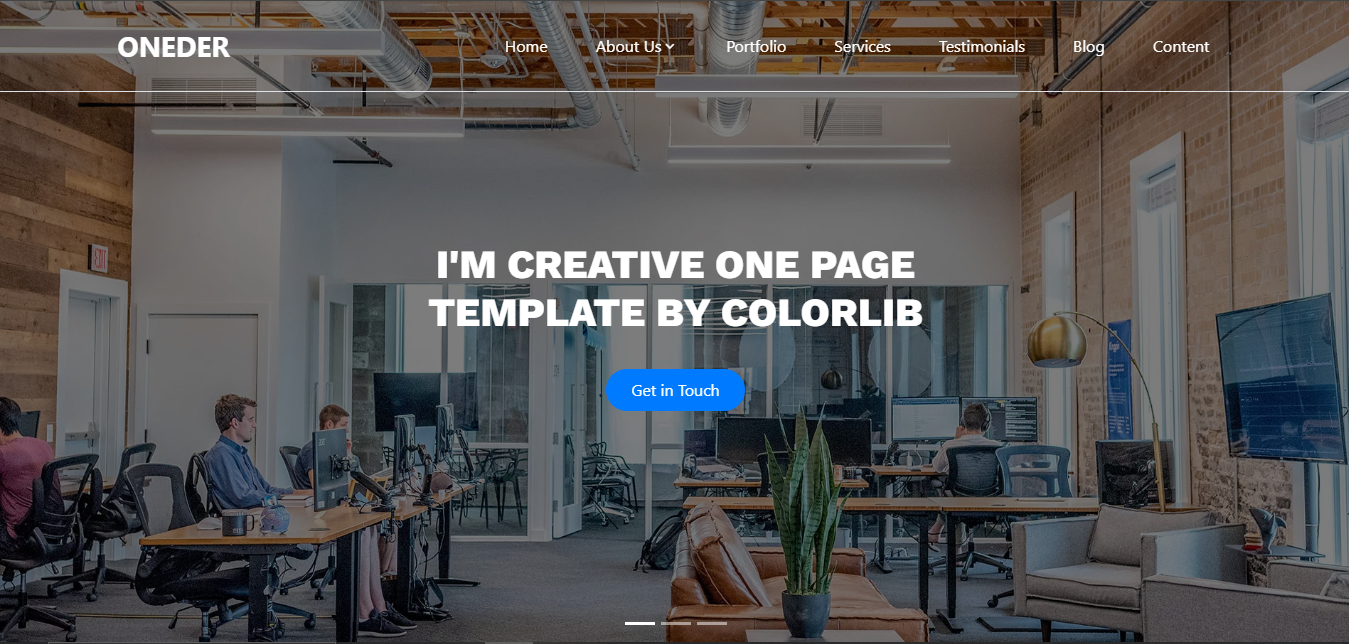 ONEDER
Home About Us Portfolio Services Testimonials Blog Content
EXIT
I'M CREATIVE ONE PAGE
TEMPLATE BY COLORLIB
Get in Touch